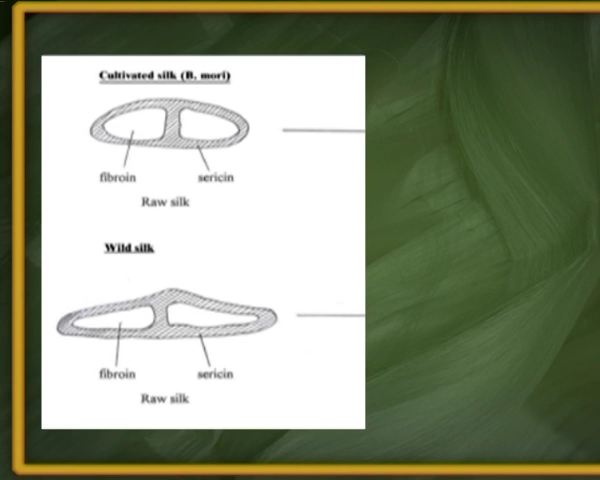 Cultivated silk (B. mori)
fibroin sericin
Raw silk
Wild silk
fibroin sericin
Raw silk